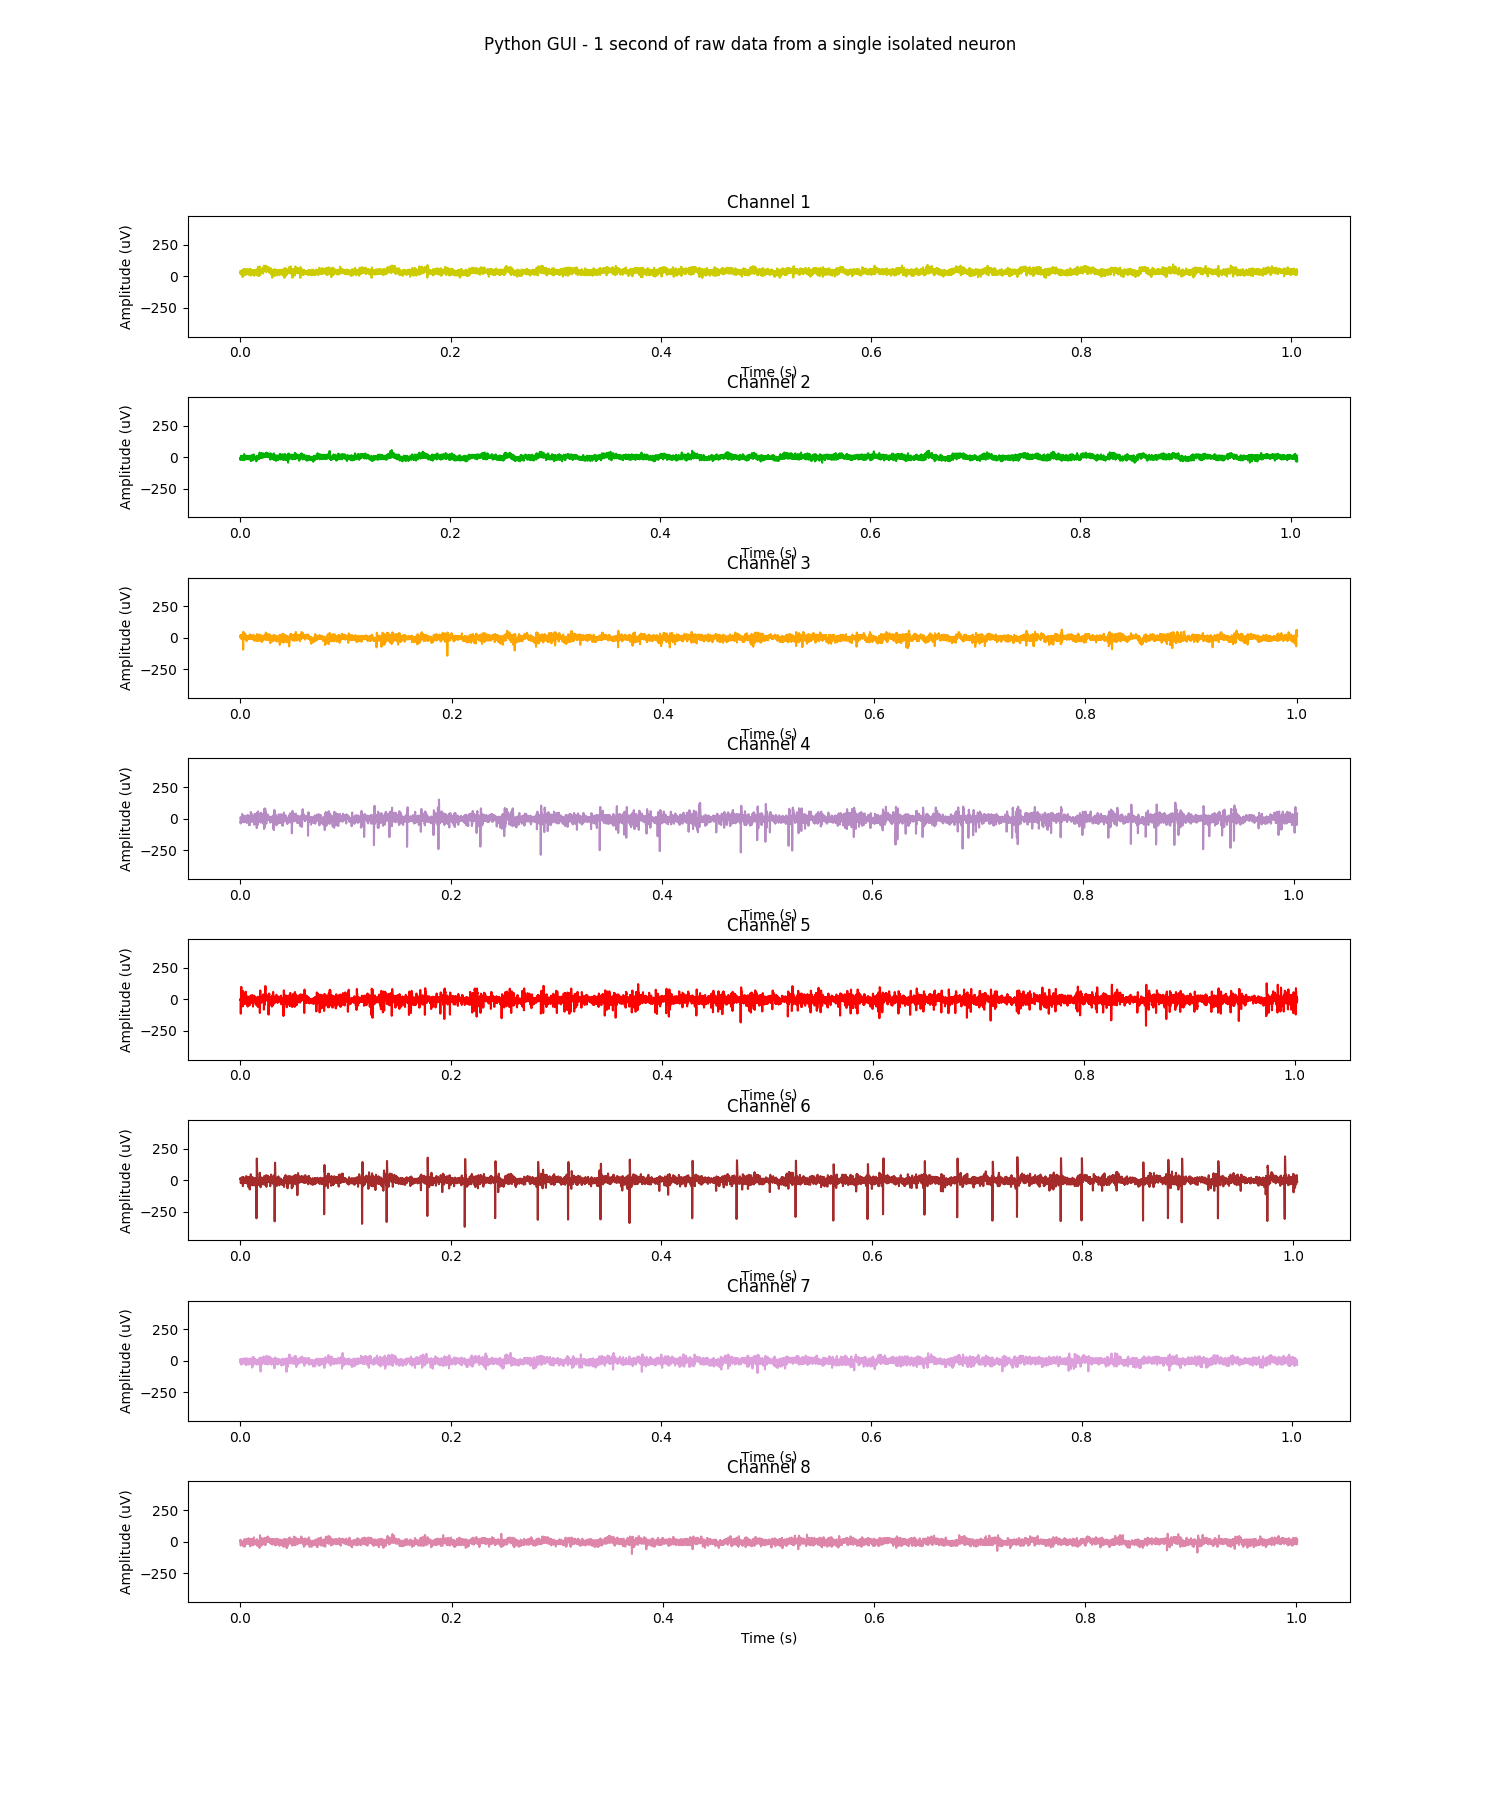 Python GUI - 1 second of raw data from a single isolated neuron
Channel 1
Amplitude (uV)
250
0
−250
0.0 0.2 0.4 0.6 0.8 1.0
Time (s)
Channel 2
Amplitude (uV)
250
0
−250
0.0 0.2 0.4 0.6 0.8 1.0
Time (s)
Channel 3
Amplitude (uV)
250
0
−250
0.0 0.2 0.4 0.6 0.8 1.0
Time (s)
Channel 4
Amplitude (uV)
250
0
−250
0.0 0.2 0.4 0.6 0.8 1.0
Time (s)
Channel 5
Amplitude (uV)
250
0
−250
0.0 0.2 0.4 0.6 0.8 1.0
Time (s)
Channel 6
Amplitude (uV)
250
0
−250
0.0 0.2 0.4 0.6 0.8 1.0
Time (s)
Channel 7
Amplitude (uV)
250
0
−250
0.0 0.2 0.4 0.6 0.8 1.0
Time (s)
Channel 8
Amplitude (uV)
250
0
−250
0.0 0.2 0.4 0.6 0.8 1.0
Time (s)